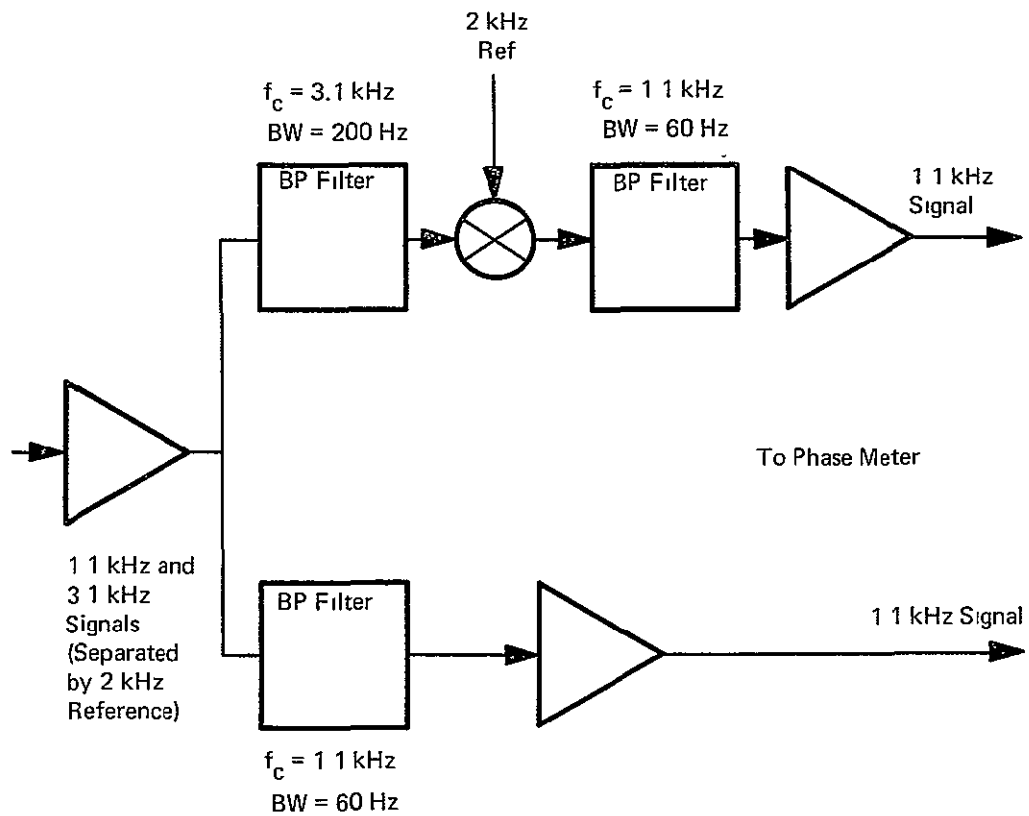 2 kHz
Ref
f_c = 3.1 kHz
BW = 200 Hz
f_c = 1 1 kHz
BW = 60 Hz
BP Filter
BP Filter
1 1 kHz
Signal
To Phase Meter
1 1 kHz and
3 1 kHz
Signals
(Separated
by 2 kHz
Reference)
BP Filter
1 1 kHz Signal
f_c = 1 1 kHz
BW = 60 Hz